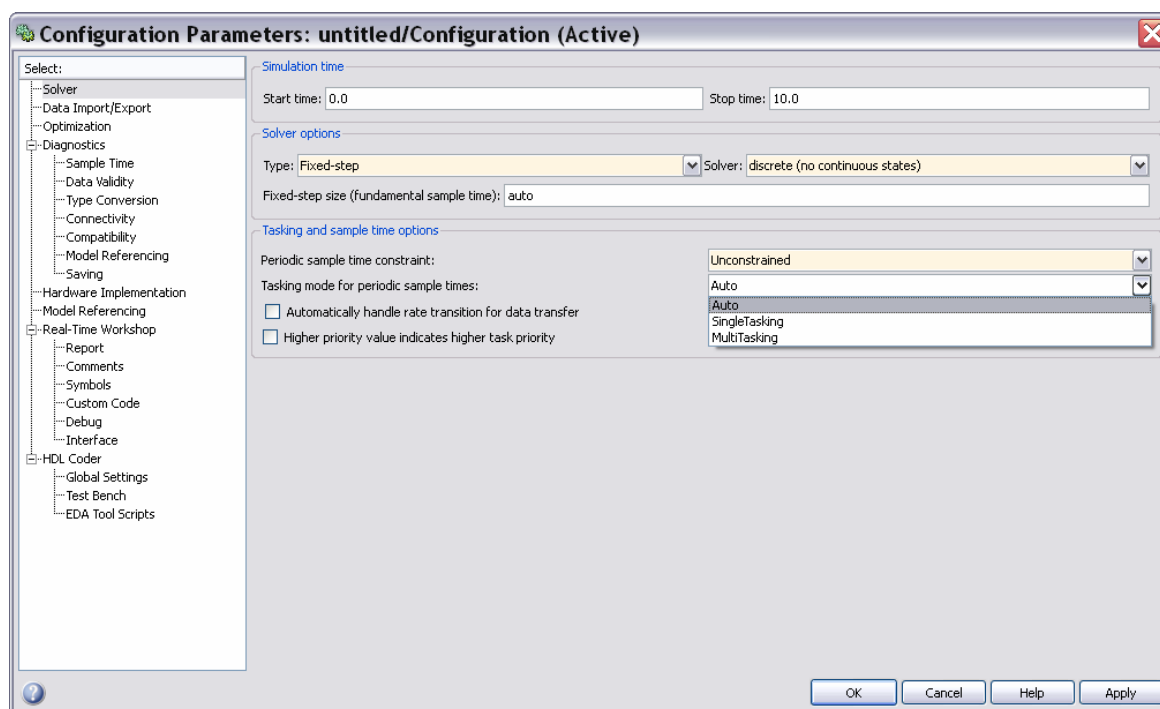 Configuration Parameters: untitled/Configuration (Active)
Select:
Solver
Data Import/Export
Optimization
Diagnostics
Sample Time
Data Validity
Type Conversion
Connectivity
Compatibility
Model Referencing
Saving
Hardware Implementation
Model Referencing
Real-Time Workshop
Report
Comments
Symbols
Custom Code
Debug
Interface
HDL Coder
Global Settings
Test Bench
EDA Tool Scripts
Simulation time
Start time: 0.0 Stop time: 10.0
Solver options
Type: Fixed-step Solver: discrete (no continuous states)
Fixed-step size (fundamental sample time): auto
Tasking and sample time options
Periodic sample time constraint: Unconstrained
Tasking mode for periodic sample times: Auto
Auto
Automatically handle rate transition for data transfer
SingleTasking
Higher priority value indicates higher task priority
MultiTasking
OK Cancel Help Apply